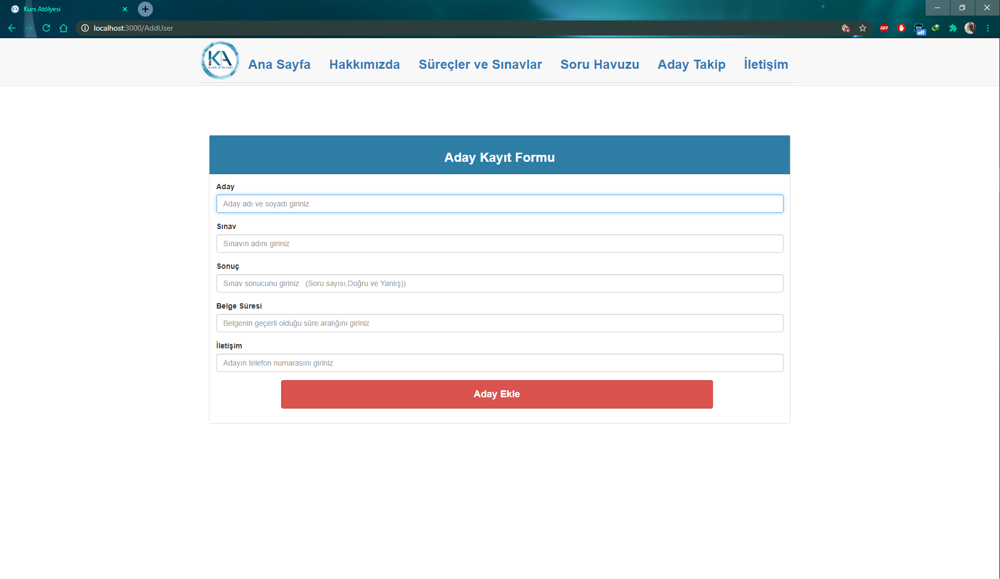 Kurs Atölyesi
localhost:3000/AddUser
ABP
off
KA
KURS ATÖLYESİ
Ana Sayfa Hakkımızda Süreçler ve Sınavlar Soru Havuzu Aday Takip İletişim
Aday Kayıt Formu
Aday
Aday adı ve soyadı giriniz
Sınav
Sınavın adını giriniz
Sonuç
Sınav sonucunu giriniz (Soru sayısı,Doğru ve Yanlış))
Belge Süresi
Belgenin geçerli olduğu süre aralığını giriniz
İletişim
Adayın telefon numarasını giriniz
Aday Ekle